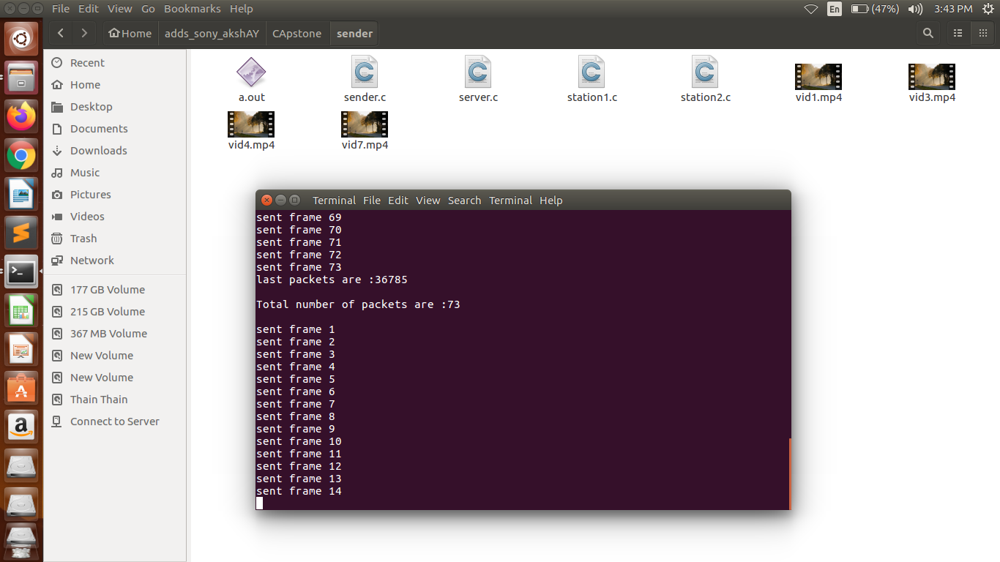 File Edit View Go Bookmarks Help
En (47%) 3:43 PM
Home adds_sony_akshAY CApstone sender
Recent
Home
Desktop
Documents
Downloads
Music
Pictures
Videos
Trash
Network
177 GB Volume
215 GB Volume
367 MB Volume
New Volume
New Volume
Thain Thain
Connect to Server
a.out sender.c server.c station1.c station2.c vid1.mp4 vid3.mp4
vid4.mp4 vid7.mp4
Terminal File Edit View Search Terminal Help
sent frame 69
sent frame 70
sent frame 71
sent frame 72
sent frame 73
last packets are :36785
Total number of packets are :73
sent frame 1
sent frame 2
sent frame 3
sent frame 4
sent frame 5
sent frame 6
sent frame 7
sent frame 8
sent frame 9
sent frame 10
sent frame 11
sent frame 12
sent frame 13
sent frame 14